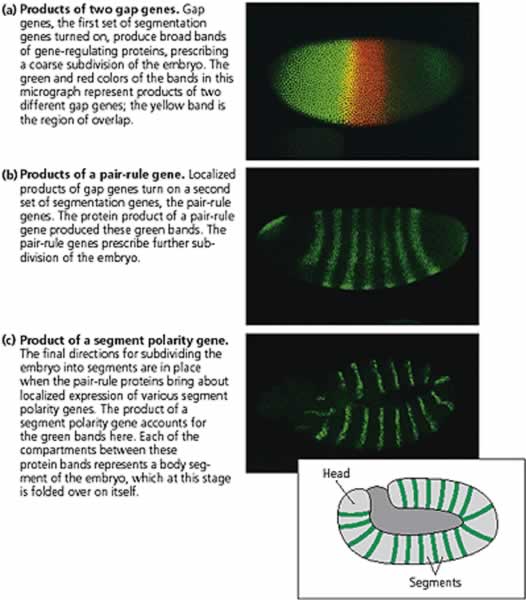 (a) Products of two gap genes. Gap
genes, the first set of segmentation
genes turned on, produce broad bands
of gene-regulating proteins, prescribing
a coarse subdivision of the embryo. The
green and red colors of the bands in this
micrograph represent products of two
different gap genes; the yellow band is
the region of overlap.
(b) Products of a pair-rule gene. Localized
products of gap genes turn on a second
set of segmentation genes, the pair-rule
genes. The protein product of a pair-rule
gene produced these green bands. The
pair-rule genes prescribe further sub-
division of the embryo.
(c) Product of a segment polarity gene.
The final directions for subdividing the
embryo into segments are in place
when the pair-rule proteins bring about
localized expression of various segment
polarity genes. The product of a
segment polarity gene accounts for
the green bands here. Each of the
compartments between these
protein bands represents a body seg-
ment of the embryo, which at this stage
is folded over on itself.
Head
Segments